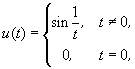 u(t) = { sin 1/t, t ≠ 0,
0, t = 0,